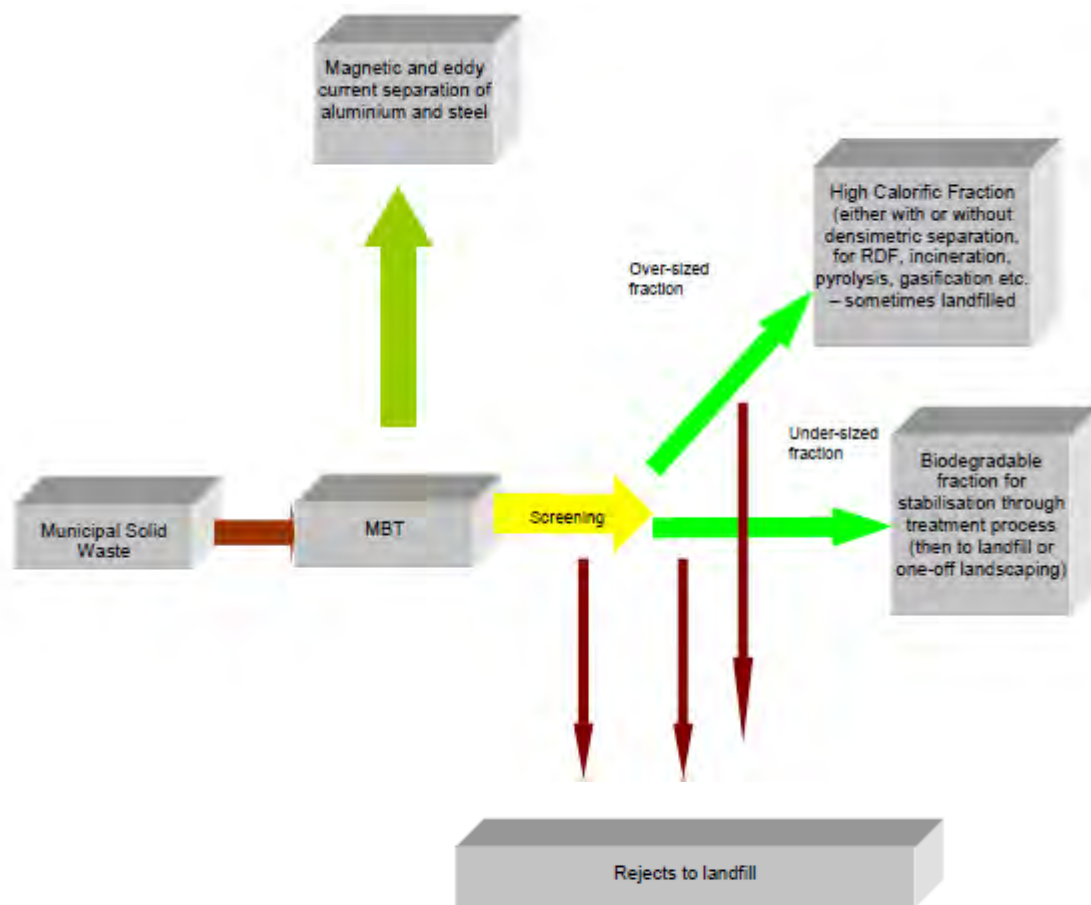 Magnetic and eddy
current separation of
aluminium and steel
High Calorific Fraction
(either with or without
densimetric separation,
for RDF, incineration,
pyrolysis, gasification etc.
– sometimes landfilled
Over-sized
fraction
Under-sized
fraction
Biodegradable
fraction for
stabilisation through
treatment process
(then to landfill or
one-off landscaping)
Municipal Solid
Waste
MBT
Screening
Rejects to landfill